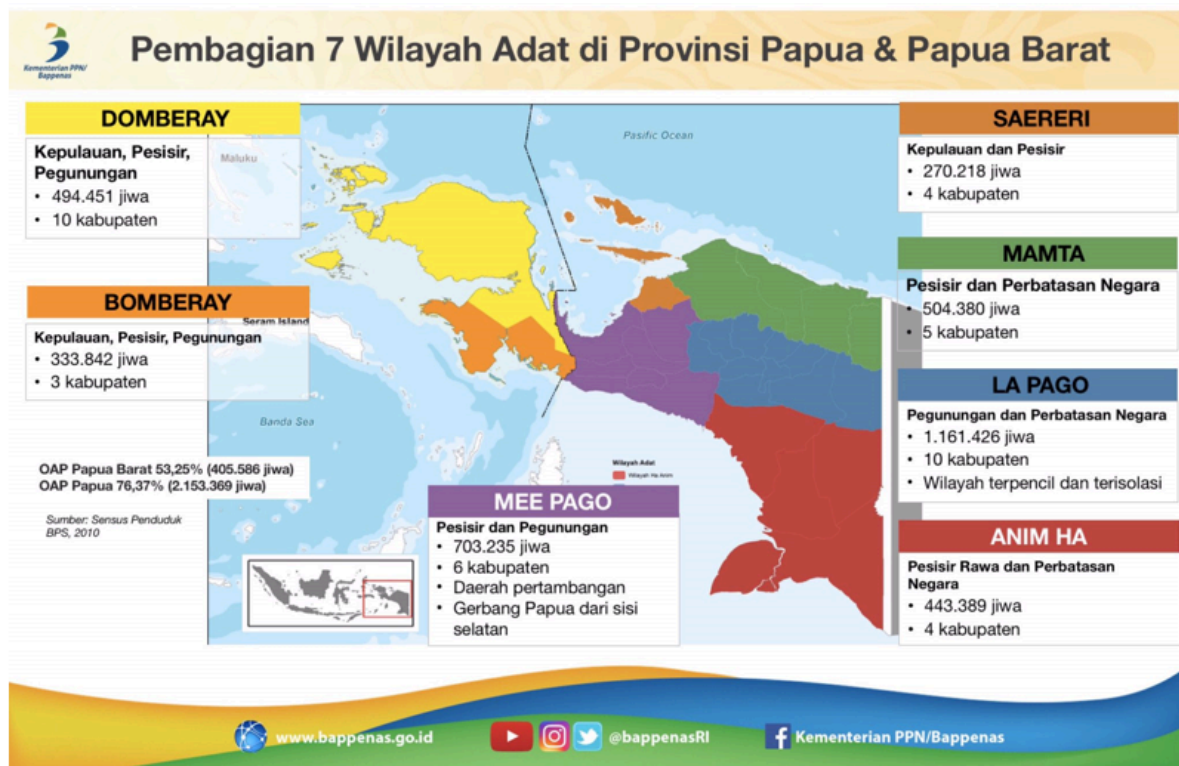 Kementerian PPN/
Bappenas
Pembagian 7 Wilayah Adat di Provinsi Papua & Papua Barat
DOMBERAY
Kepulauan, Pesisir,
Pegunungan
• 494.451 jiwa
• 10 kabupaten
Maluku
Pasific Ocean
SAERERI
Kepulauan dan Pesisir
• 270.218 jiwa
• 4 kabupaten
MAMTA
Pesisir dan Perbatasan Negara
• 504.380 jiwa
• 5 kabupaten
BOMBERAY
Seram Island
Kepulauan, Pesisir, Pegunungan
• 333.842 jiwa
• 3 kabupaten
Banda Sea
LA PAGO
Pegunungan dan Perbatasan Negara
• 1.161.426 jiwa
• 10 kabupaten
• Wilayah terpencil dan terisolasi
OAP Papua Barat 53,25% (405.586 jiwa)
OAP Papua 76,37% (2.153.369 jiwa)
Sumber: Sensus Penduduk
BPS, 2010
Wilayah Adat
Wilayah Ha Anim
MEE PAGO
Pesisir dan Pegunungan
• 703.235 jiwa
• 6 kabupaten
• Daerah pertambangan
• Gerbang Papua dari sisi
selatan
ANIM HA
Pesisir Rawa dan Perbatasan
Negara
• 443.389 jiwa
• 4 kabupaten
www.bappenas.go.id
@bappenasRI
Kementerian PPN/Bappenas